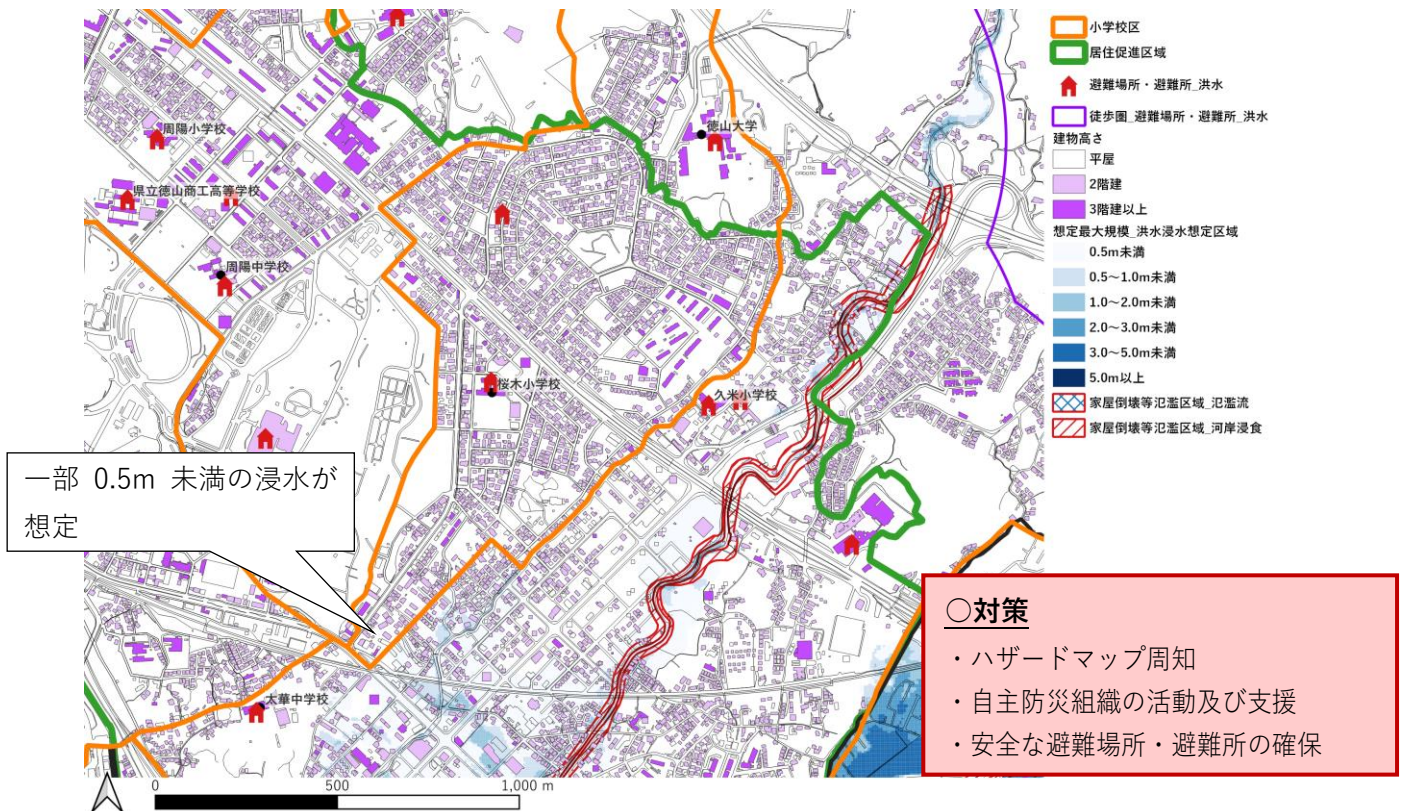 小学校区
居住促進区域
避難場所・避難所_洪水
徒歩圏_避難場所・避難所_洪水
建物高さ
平屋
2階建
3階建以上
想定最大規模_洪水浸水想定区域
0.5m未満
0.5～1.0m未満
1.0～2.0m未満
2.0～3.0m未満
3.0～5.0m未満
5.0m以上
家屋倒壊等氾濫区域_氾濫流
家屋倒壊等氾濫区域_河岸浸食
周陽小学校
徳山大学
県立徳山商工高等学校
周陽中学校
桜木小学校
久米小学校
一部 0.5m 未満の浸水が
想定
太華中学校
○対策
・ハザードマップ周知
・自主防災組織の活動及び支援
・安全な避難場所・避難所の確保
0
500
1,000 m